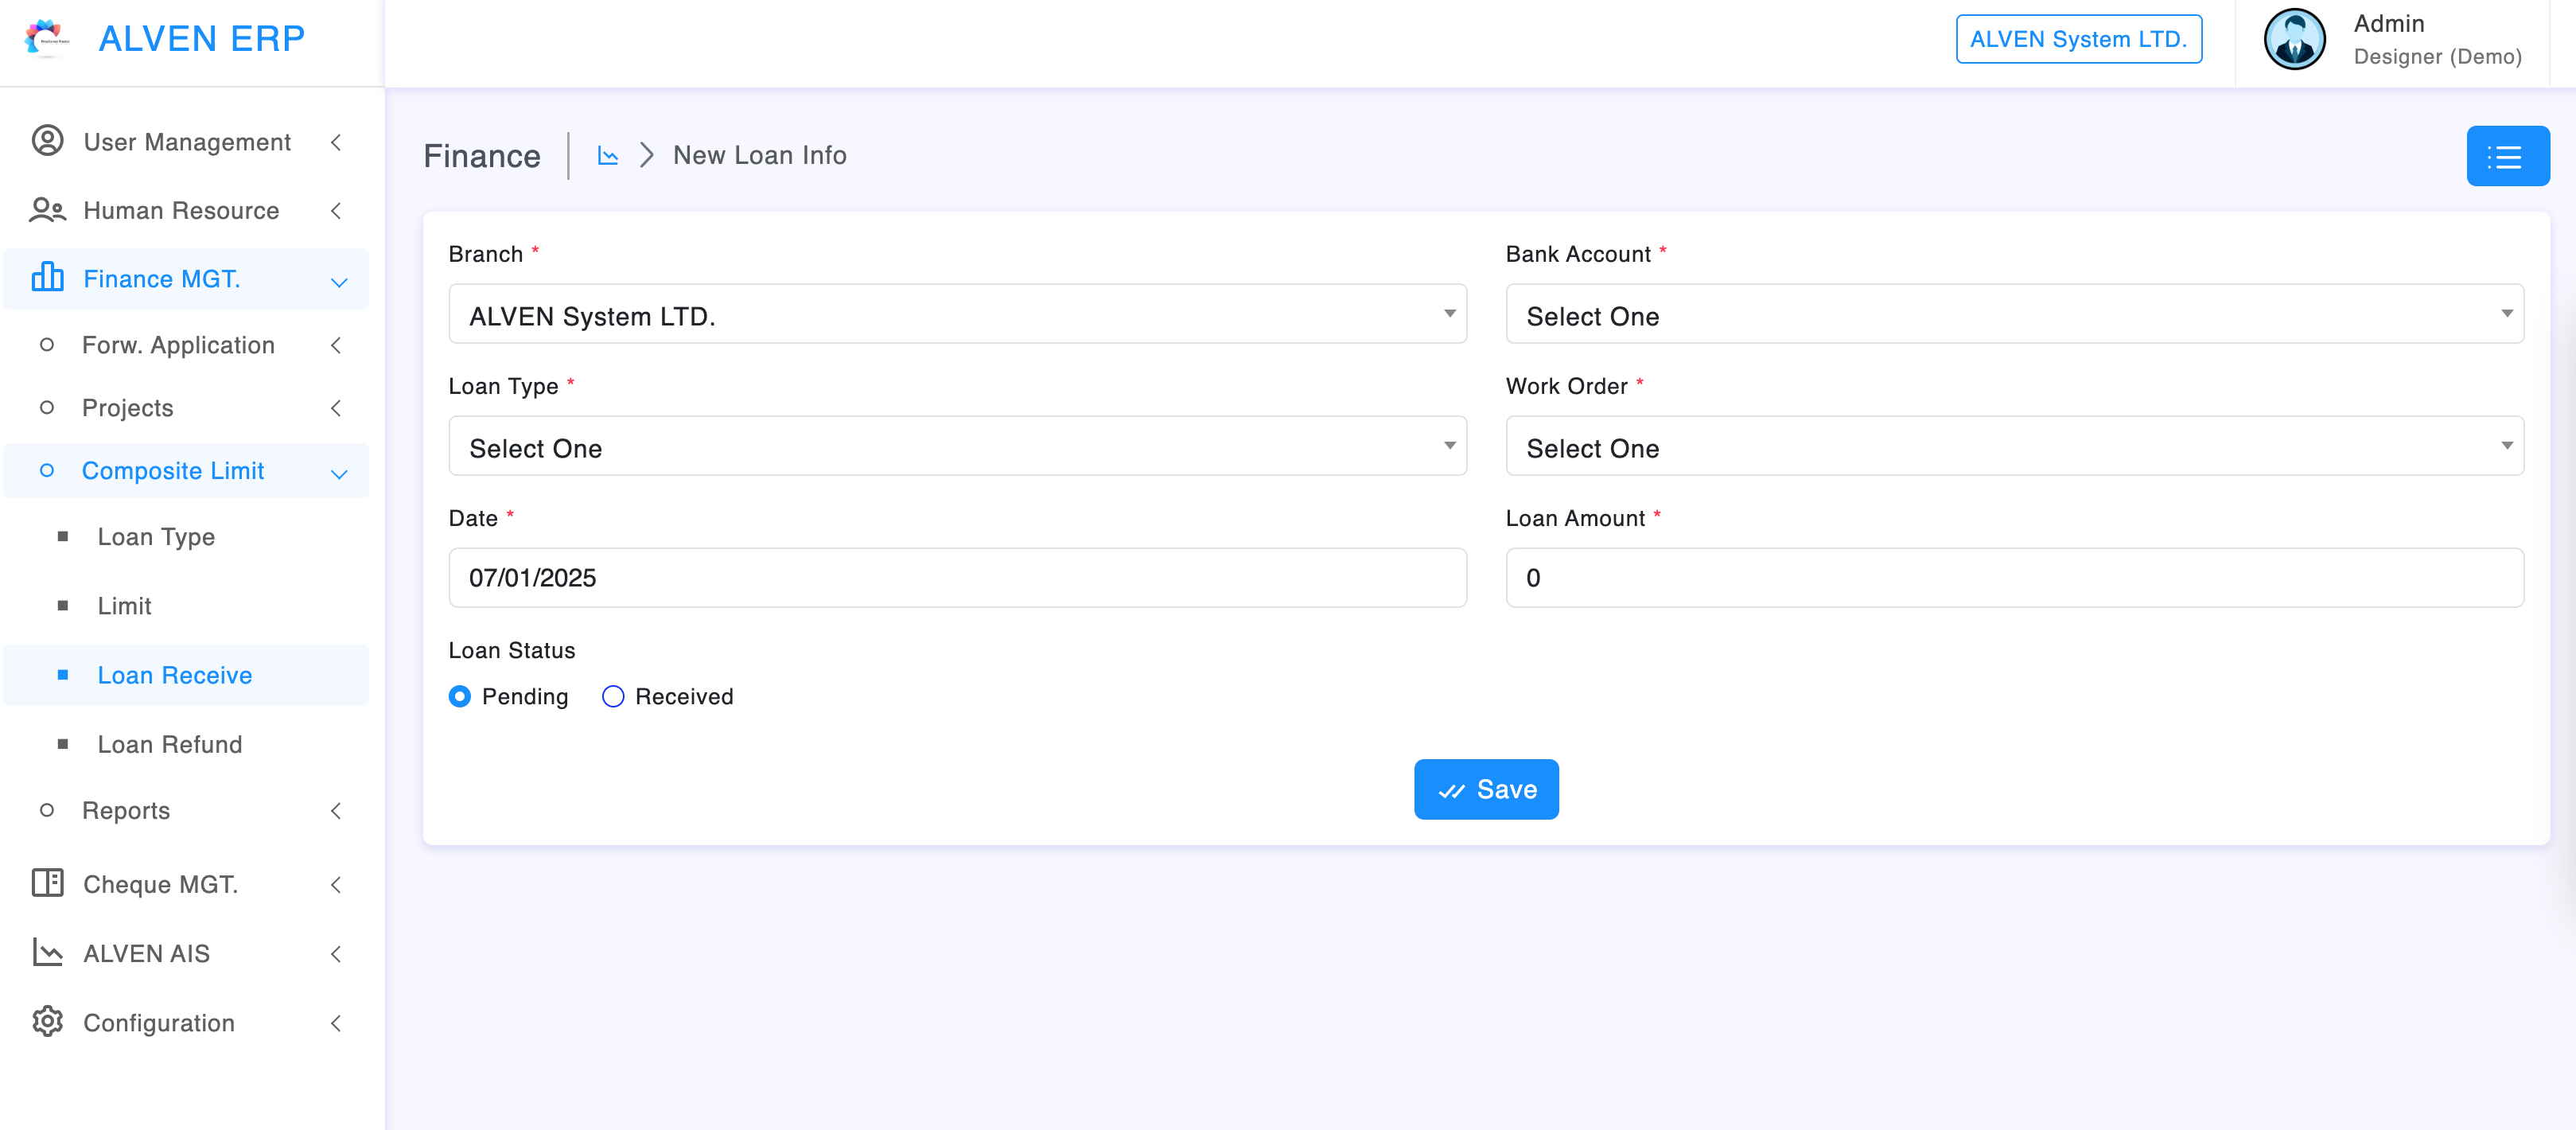 ALVEN ERP
ALVEN System LTD.
Admin
Designer (Demo)
User Management
Human Resource
Finance MGT.
Forw. Application
Projects
Composite Limit
Loan Type
Limit
Loan Receive
Loan Refund
Reports
Cheque MGT.
ALVEN AIS
Configuration
Finance
New Loan Info
Branch *
ALVEN System LTD.
Bank Account *
Select One
Loan Type *
Select One
Work Order *
Select One
Date *
07/01/2025
Loan Amount *
0
Loan Status
Pending
Received
Save